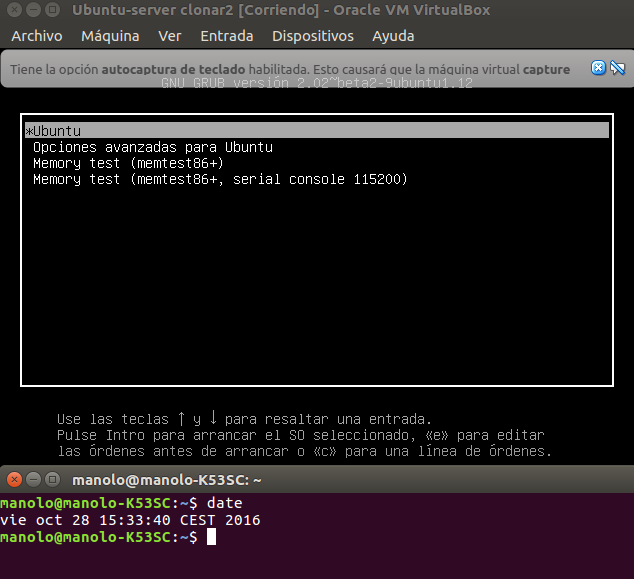 Ubuntu-server clonar2 [Corriendo] - Oracle VM VirtualBox
Archivo Máquina Ver Entrada Dispositivos Ayuda
Tiene la opción autocaptura de teclado habilitada. Esto causará que la máquina virtual capture
GNU GRUB versión 2.02~beta2-9ubuntu1.12
*Ubuntu
Opciones avanzadas para Ubuntu
Memory test (memtest86+)
Memory test (memtest86+, serial console 115200)
Use las teclas ↑ y ↓ para resaltar una entrada.
Pulse Intro para arrancar el SO seleccionado, «e» para editar
las órdenes antes de arrancar o «c» para una línea de órdenes.
manolo@manolo-K53SC: ~
manolo@manolo-K53SC:~$ date
vie oct 28 15:33:40 CEST 2016
manolo@manolo-K53SC:~$